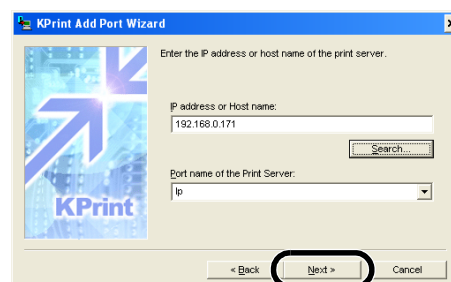 KPrint Add Port Wizard
Enter the IP address or host name of the print server.
IP address or Host name:
192.168.0.171
Search...
Port name of the Print Server:
lp
KPrint
< Back
Next >
Cancel